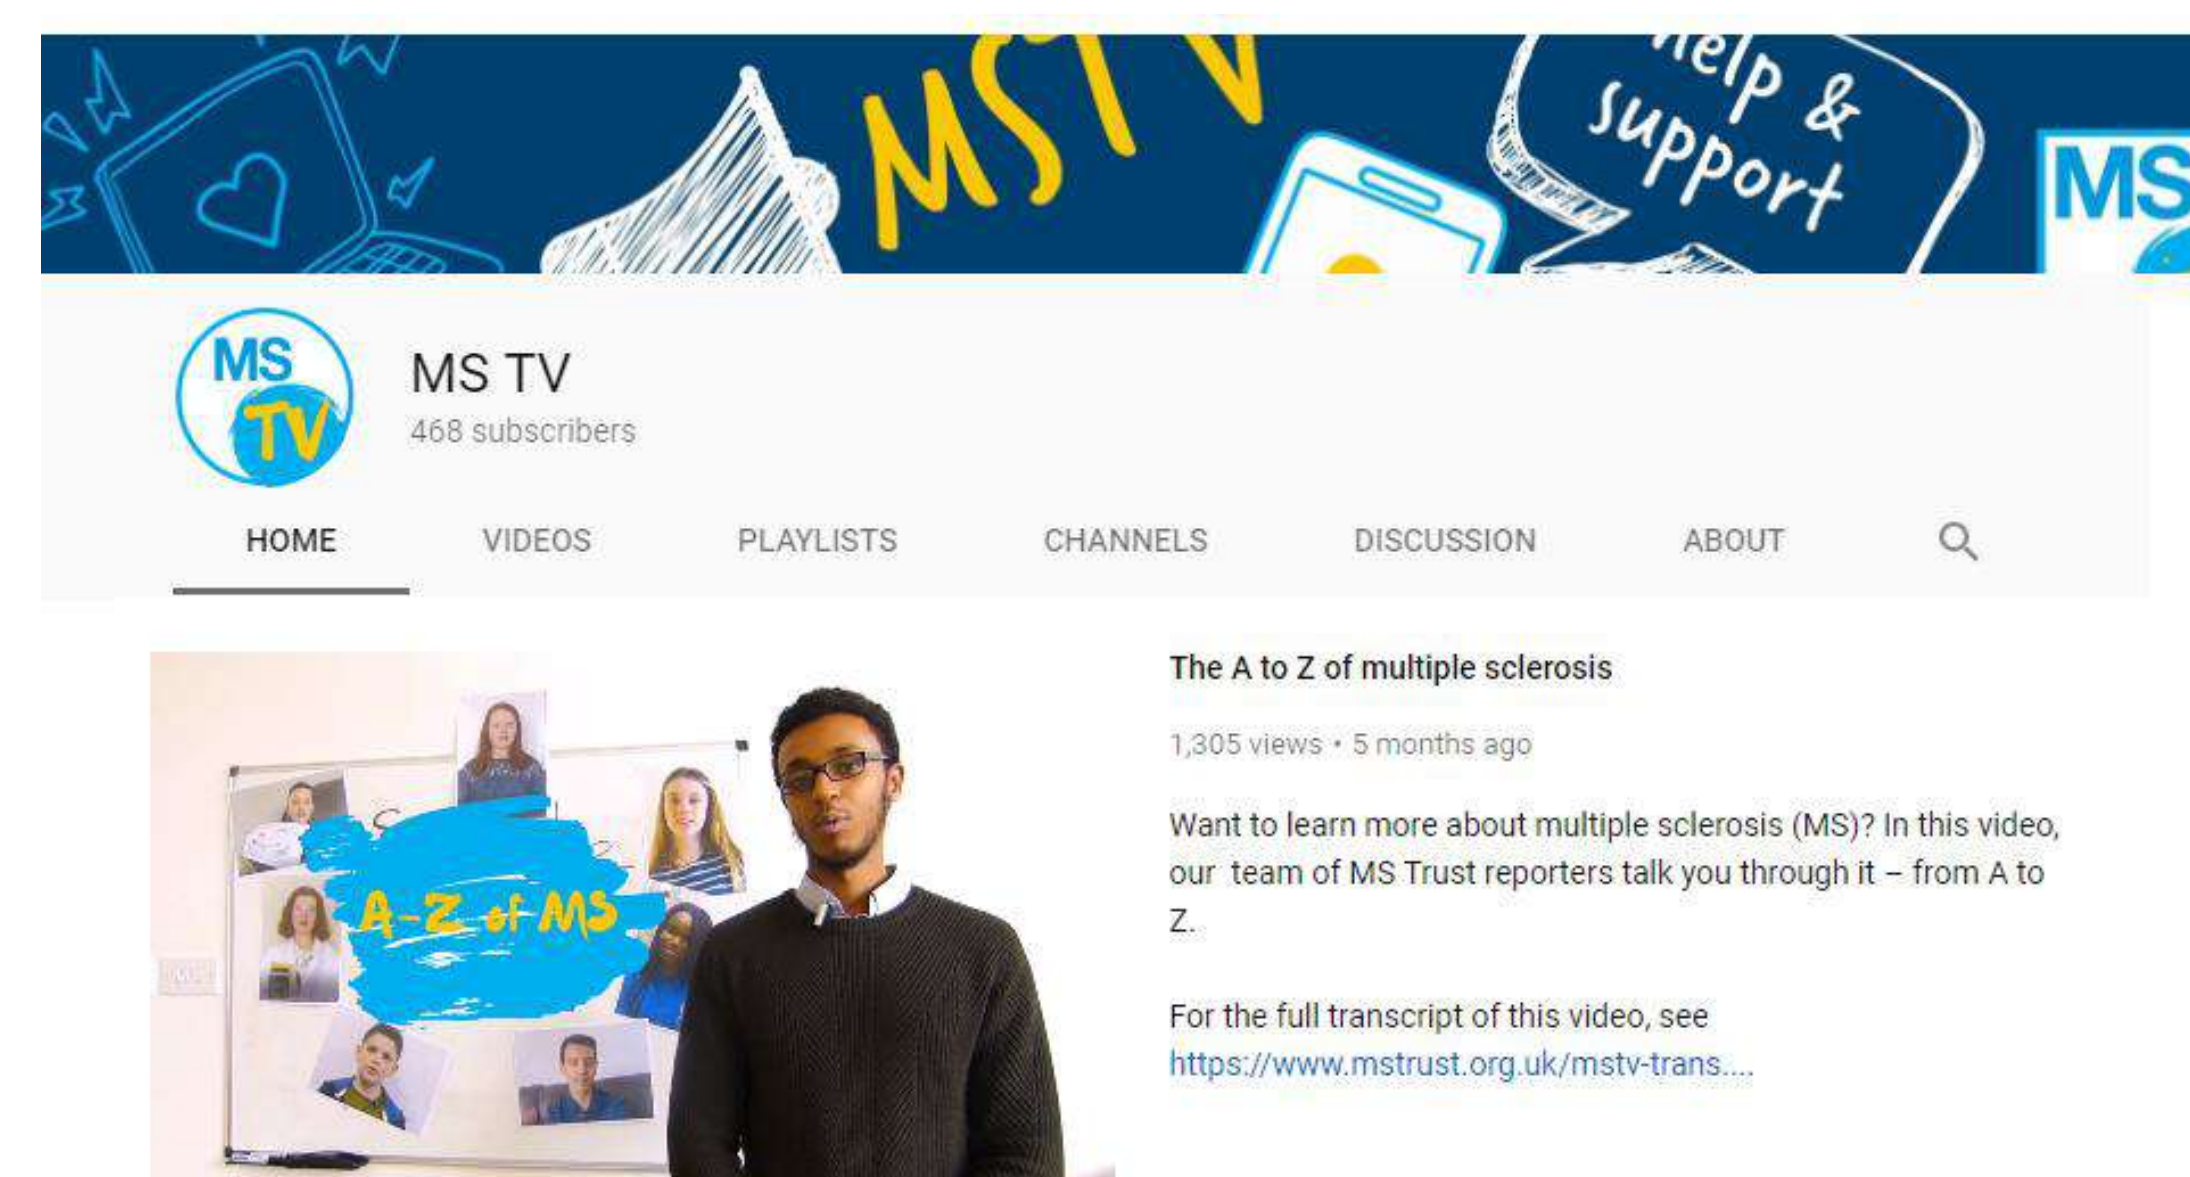 MSTV
help &
support
MS
MS
TV
MS TV
468 subscribers
HOME VIDEOS PLAYLISTS CHANNELS DISCUSSION ABOUT
A-Z of MS
The A to Z of multiple sclerosis
1,305 views • 5 months ago
Want to learn more about multiple sclerosis (MS)? In this video,
our team of MS Trust reporters talk you through it – from A to
Z.
For the full transcript of this video, see
https://www.mstrust.org.uk/mstv-trans....